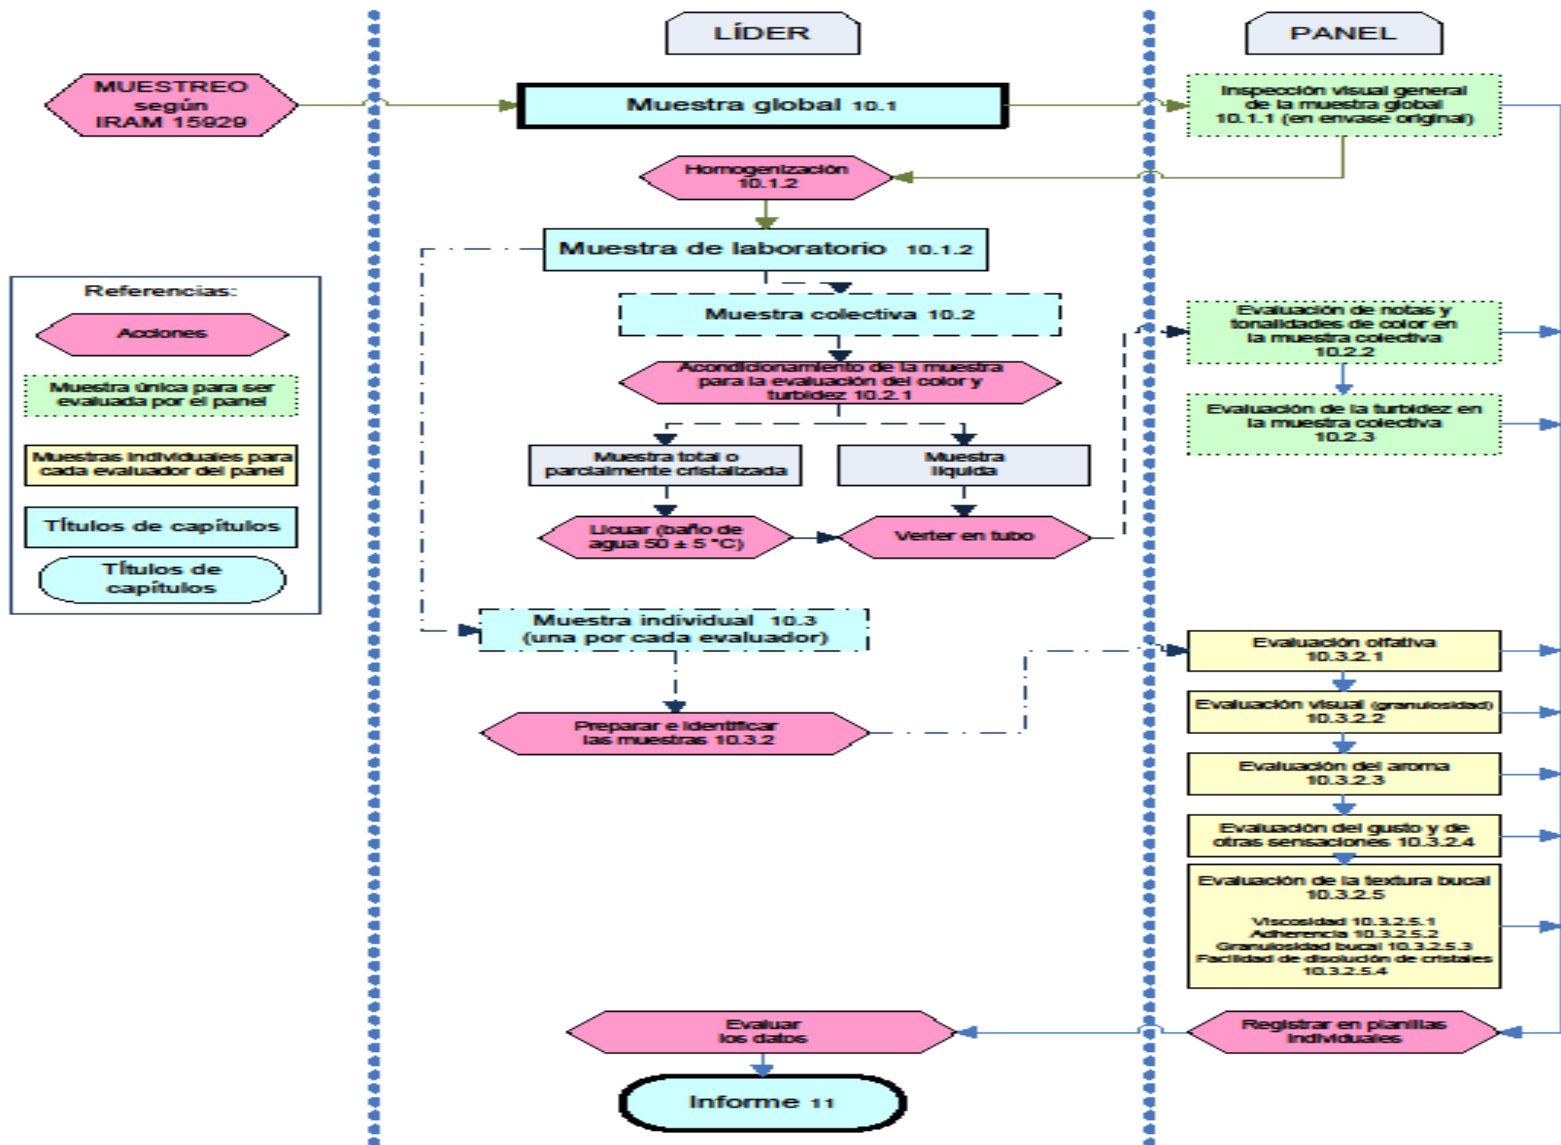 LÍDER
PANEL
MUESTREO
según
IRAM 15929
Muestra global 10.1
Inspección visual general
de la muestra global
10.1.1 (en envase original)
Homogenización
10.1.2
Muestra de laboratorio 10.1.2
Referencias:
Acciones
Muestra única para ser
evaluada por el panel
Muestras individuales para
cada evaluador del panel
Títulos de capítulos
Títulos de
capítulos
Muestra colectiva 10.2
Acondicionamiento de la muestra
para la evaluación del color y
turbidez 10.2.1
Muestra total o
parcialmente cristalizada
Muestra
líquida
Licuar (baño de
agua 50 ± 5 °C)
Verter en tubo
Evaluación de notas y
tonalidades de color en
la muestra colectiva
10.2.2
Evaluación de la turbidez en
la muestra colectiva
10.2.3
Muestra individual 10.3
(una por cada evaluador)
Preparar e identificar
las muestras 10.3.2
Evaluación olfativa
10.3.2.1
Evaluación visual (granulosidad)
10.3.2.2
Evaluación del aroma
10.3.2.3
Evaluación del gusto y de
otras sensaciones 10.3.2.4
Evaluación de la textura bucal
10.3.2.5
Viscosidad 10.3.2.5.1
Adherencia 10.3.2.5.2
Granulosidad bucal 10.3.2.5.3
Facilidad de disolución de cristales
10.3.2.5.4
Registrar en planillas
individuales
Evaluar
los datos
Informe 11